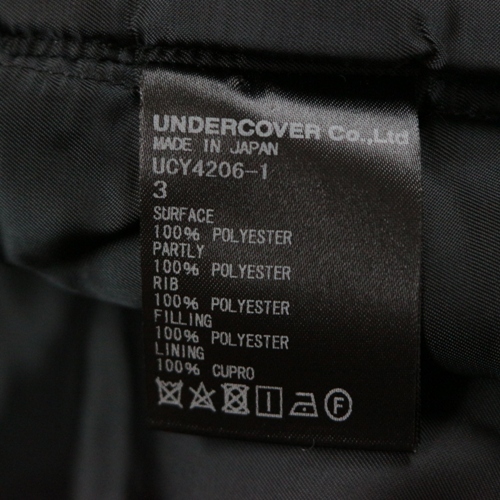 UNDERCOVER Co.,Ltd
MADE IN JAPAN
UCY4206-1
3
SURFACE
100% POLYESTER
PARTLY
100% POLYESTER
RIB
100% POLYESTER
FILLING
100% POLYESTER
LINING
100% CUPRO
F